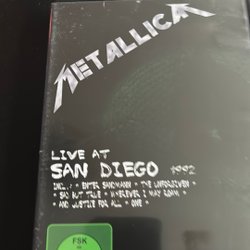 METALLICA
LIVE AT
SAN DIEGO 1992
INCL.: * ENTER SANDMANN * THE UNFORGIVEN *
* SAD BUT TRUE * WHEREVER I MAY ROAM *
* AND JUSTICE FOR ALL * ONE *
FSK